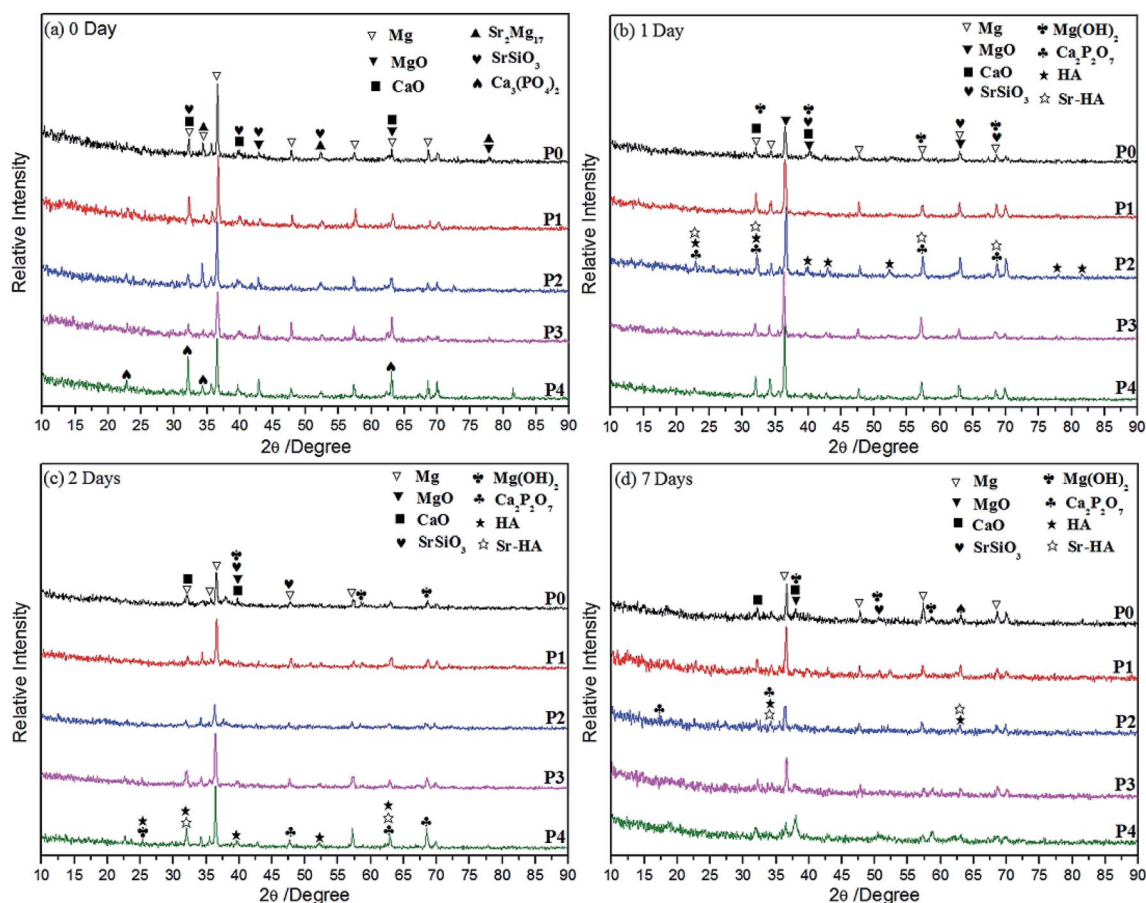 (a) 0 Day
Mg
MgO
CaO
Sr2Mg17
SrSiO3
Ca3(PO4)2
P0
P1
P2
P3
P4
Relative Intensity
10 15 20 25 30 35 40 45 50 55 60 65 70 75 80 85 90
2θ /Degree
(b) 1 Day
Mg
MgO
CaO
SrSiO3
Mg(OH)2
Ca2P2O7
HA
Sr-HA
P0
P1
P2
P3
P4
Relative Intensity
10 15 20 25 30 35 40 45 50 55 60 65 70 75 80 85 90
2θ /Degree
(c) 2 Days
Mg
MgO
CaO
SrSiO3
Mg(OH)2
Ca2P2O7
HA
Sr-HA
P0
P1
P2
P3
P4
Relative Intensity
10 15 20 25 30 35 40 45 50 55 60 65 70 75 80 85 90
2θ /Degree
(d) 7 Days
Mg
MgO
CaO
SrSiO3
Mg(OH)2
Ca2P2O7
HA
Sr-HA
P0
P1
P2
P3
P4
Relative Intensity
10 15 20 25 30 35 40 45 50 55 60 65 70 75 80 85 90
2θ /Degree